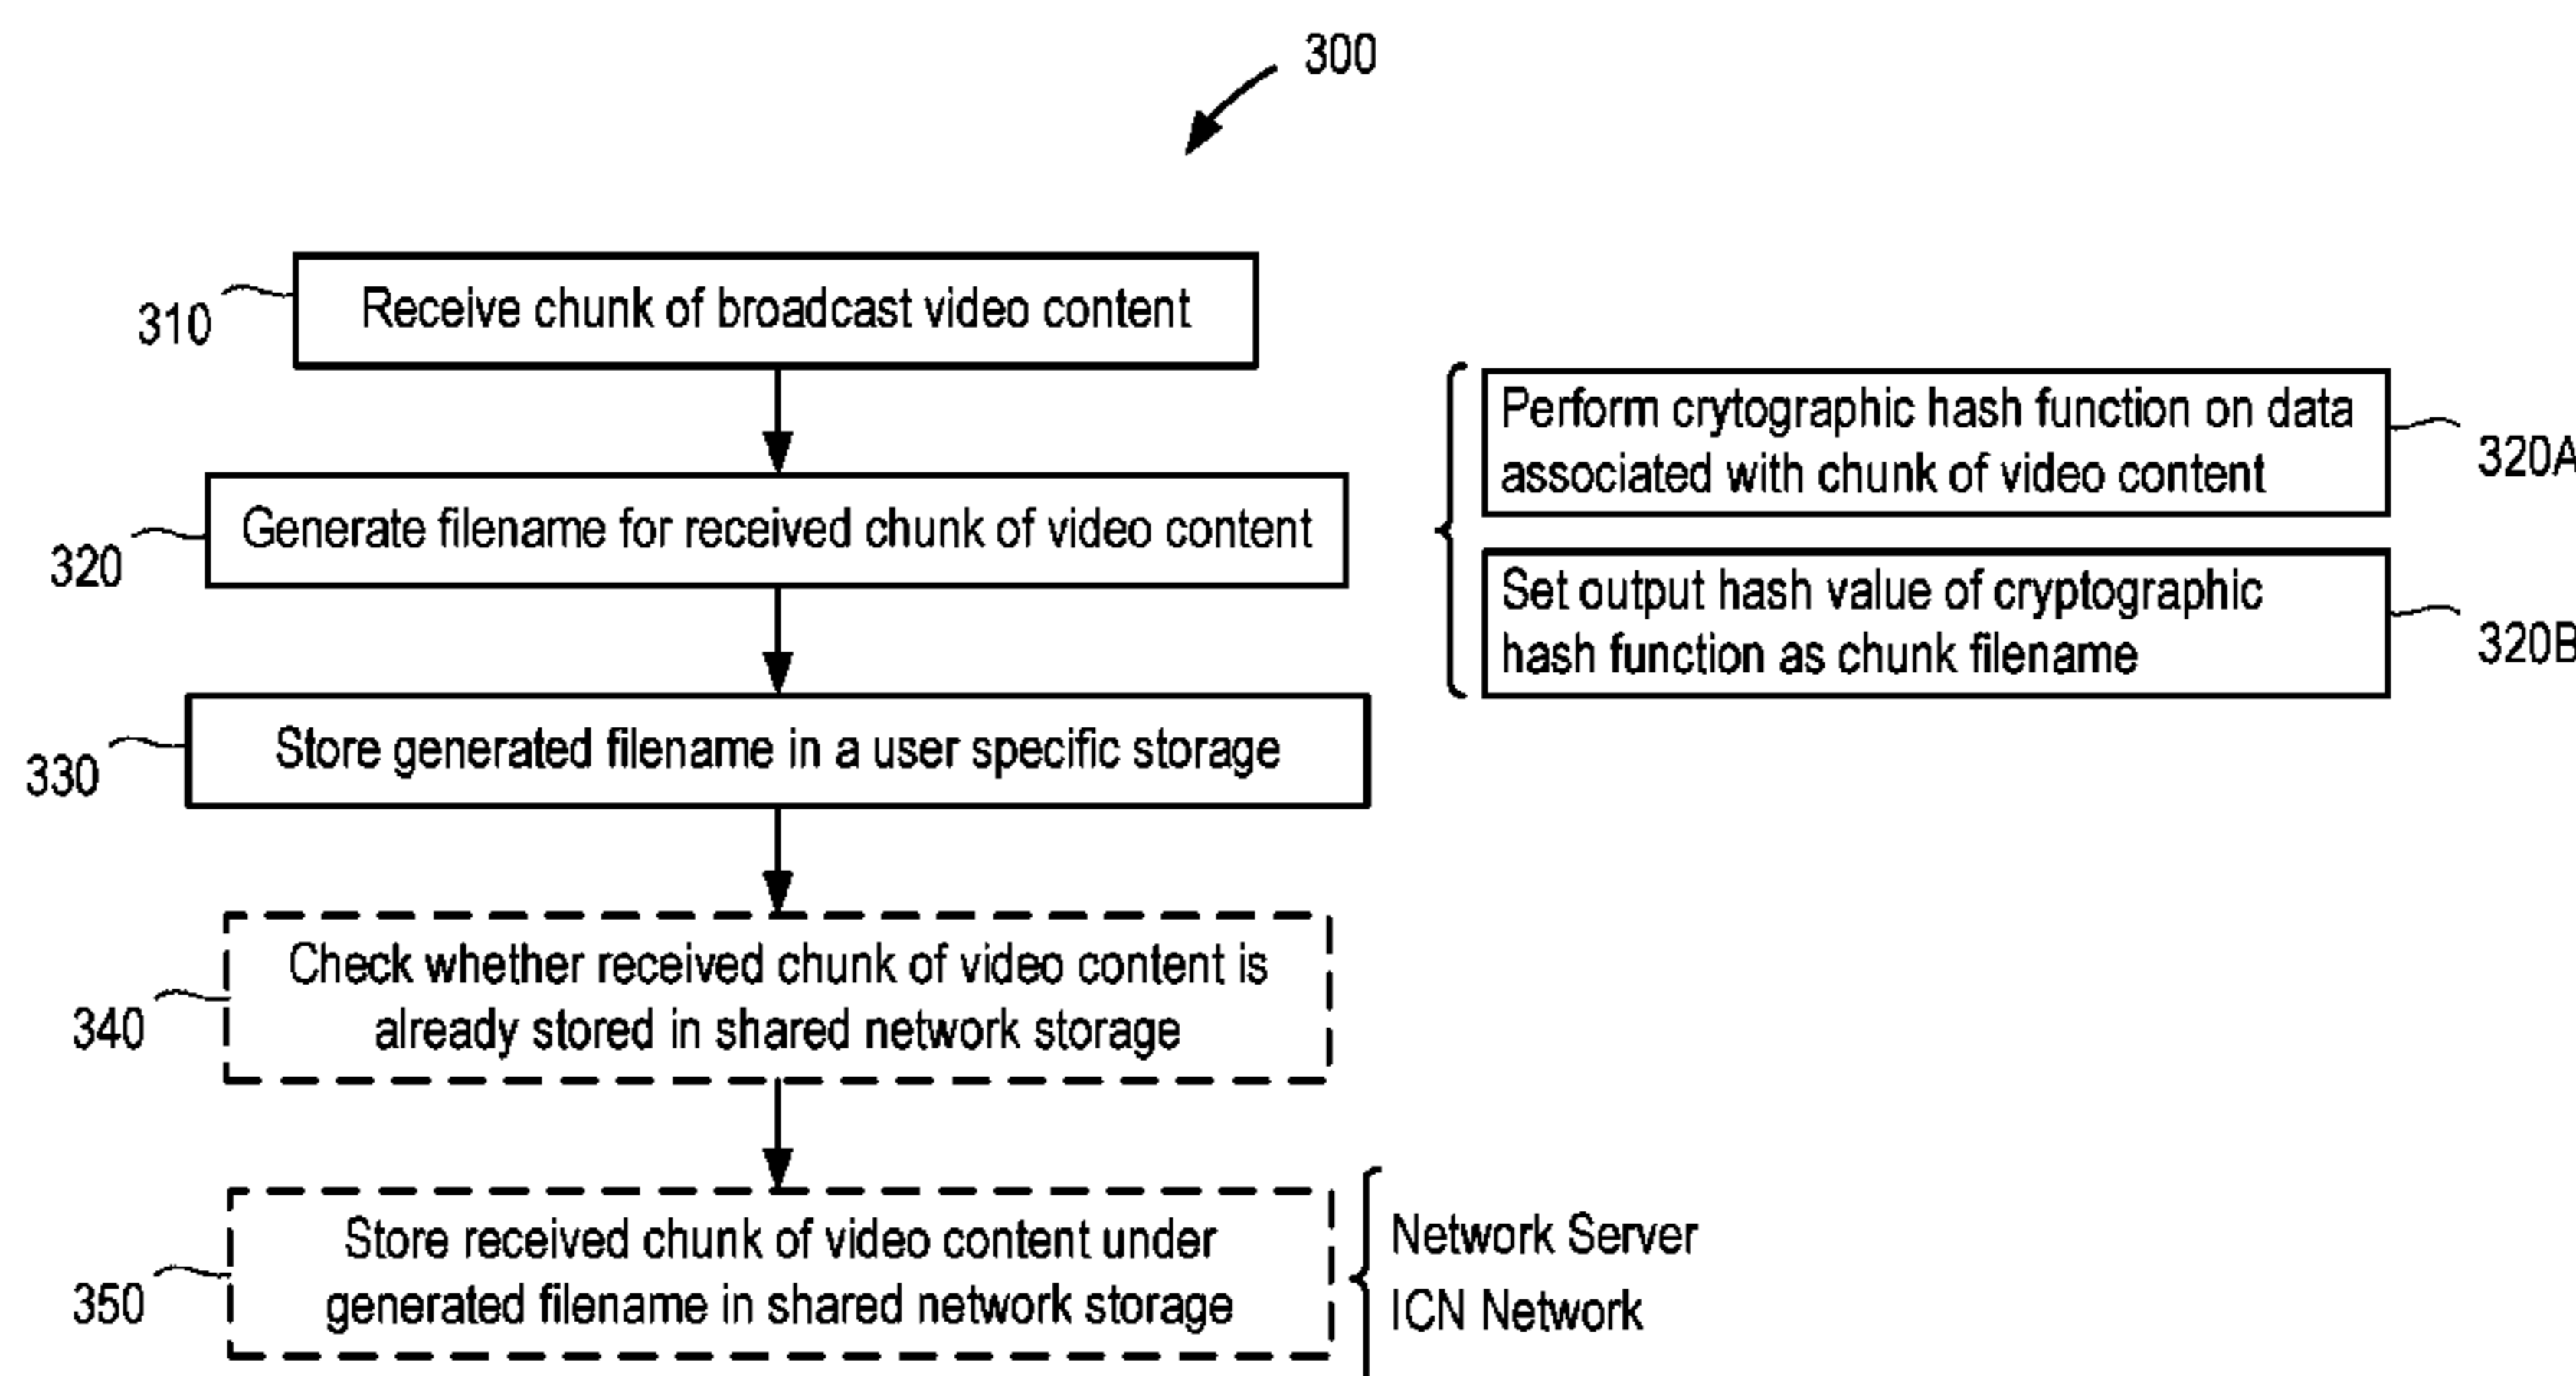 300
310
Receive chunk of broadcast video content
320
Generate filename for received chunk of video content
Perform crytographic hash function on data
associated with chunk of video content
320A
Set output hash value of cryptographic
hash function as chunk filename
320B
330
Store generated filename in a user specific storage
340
Check whether received chunk of video content is
already stored in shared network storage
350
Store received chunk of video content under
generated filename in shared network storage
Network Server
ICN Network